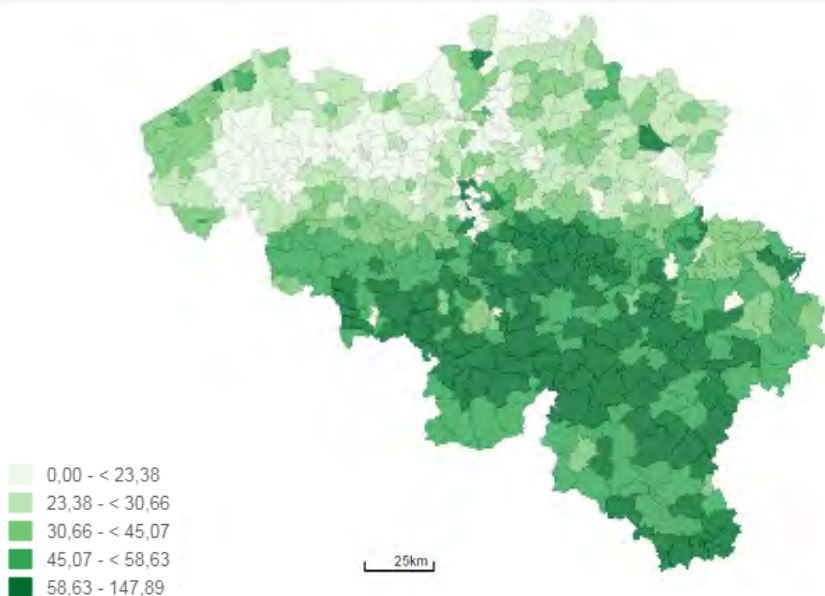 0,00 - < 23,38
23,38 - < 30,66
30,66 - < 45,07
45,07 - < 58,63
58,63 - 147,89
25km